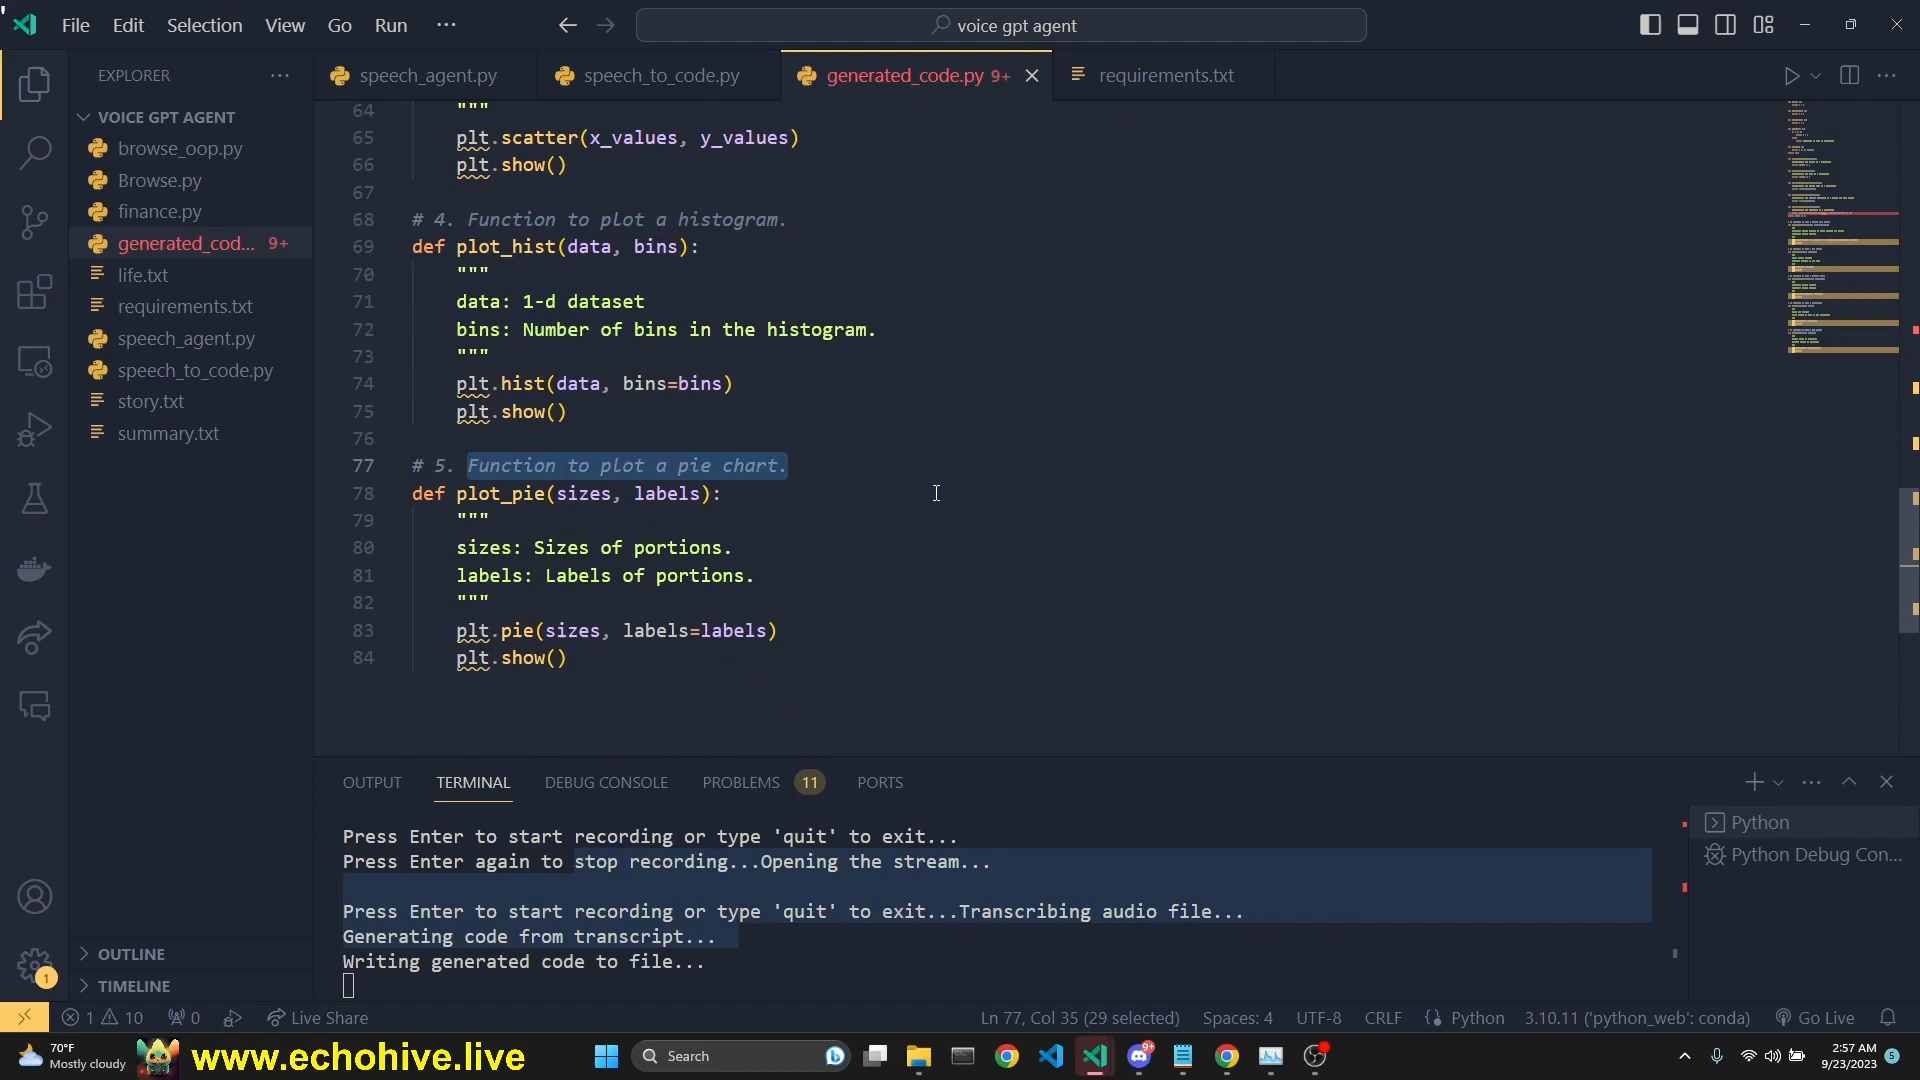 File Edit Selection View Go Run ... voice gpt agent
EXPLORER ... speech_agent.py speech_to_code.py generated_code.py 9+ requirements.txt
VOICE GPT AGENT
browse_oop.py
Browse.py
finance.py
generated_cod... 9+
life.txt
requirements.txt
speech_agent.py
speech_to_code.py
story.txt
summary.txt
OUTLINE
TIMELINE
64 """
65 plt.scatter(x_values, y_values)
66 plt.show()
67
68 # 4. Function to plot a histogram.
69 def plot_hist(data, bins):
70 """
71 data: 1-d dataset
72 bins: Number of bins in the histogram.
73 """
74 plt.hist(data, bins=bins)
75 plt.show()
76
77 # 5. Function to plot a pie chart.
78 def plot_pie(sizes, labels):
79 """
80 sizes: Sizes of portions.
81 labels: Labels of portions.
82 """
83 plt.pie(sizes, labels=labels)
84 plt.show()
OUTPUT TERMINAL DEBUG CONSOLE PROBLEMS 11 PORTS
Press Enter to start recording or type 'quit' to exit...
Press Enter again to stop recording...Opening the stream...
Press Enter to start recording or type 'quit' to exit...Transcribing audio file...
Generating code from transcript...
Writing generated code to file...
Python
Python Debug Con...
1
1 10 0 Live Share Ln 77, Col 35 (29 selected) Spaces: 4 UTF-8 CRLF Python 3.10.11 ('python_web': conda) Go Live
70°F
Mostly cloudy
www.echohive.live
Search
9+
2:57 AM
9/23/2023
5